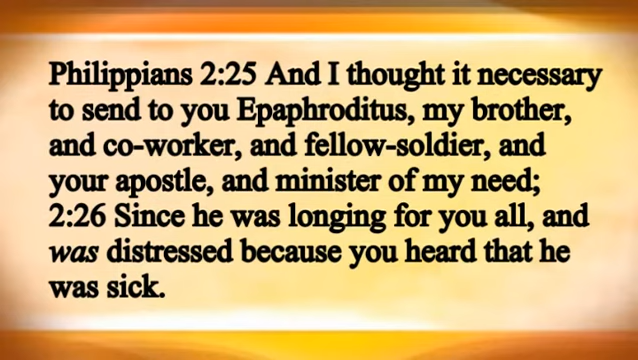 Philippians 2:25 And I thought it necessary
to send to you Epaphroditus, my brother,
and co-worker, and fellow-soldier, and
your apostle, and minister of my need;
2:26 Since he was longing for you all, and
was distressed because you heard that he
was sick.